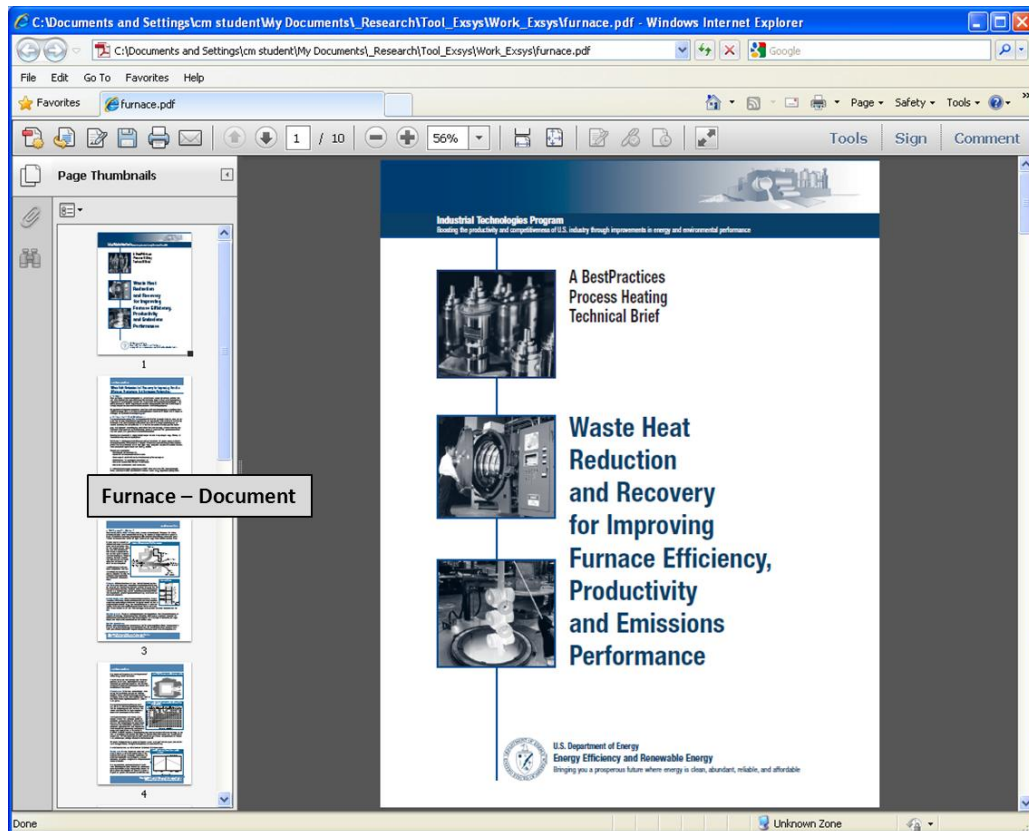 C:\Documents and Settings\cm student\My Documents\_Research\Tool_Exsys\Work_Exsys\furnace.pdf - Windows Internet Explorer
C:\Documents and Settings\cm student\My Documents\_Research\Tool_Exsys\Work_Exsys\furnace.pdf
Google
File Edit Go To Favorites Help
Favorites furnace.pdf Page Safety Tools
1 / 10 56% Tools Sign Comment
Page Thumbnails
1
Furnace – Document
3
4
Industrial Technologies Program
Boosting the productivity and competitiveness of U.S. industry through improvements in energy and environmental performance
A BestPractices
Process Heating
Technical Brief
Waste Heat
Reduction
and Recovery
for Improving
Furnace Efficiency,
Productivity
and Emissions
Performance
U.S. Department of Energy
Energy Efficiency and Renewable Energy
Bringing you a prosperous future where energy is clean, abundant, reliable, and affordable
Done Unknown Zone